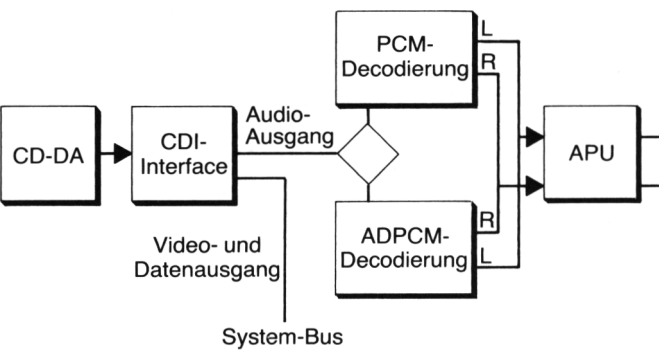 CD-DA
CDI-
Interface
Audio-
Ausgang
Video- und
Datenausgang
System-Bus
PCM-
Decodierung
L
R
ADPCM-
Decodierung
R
L
APU